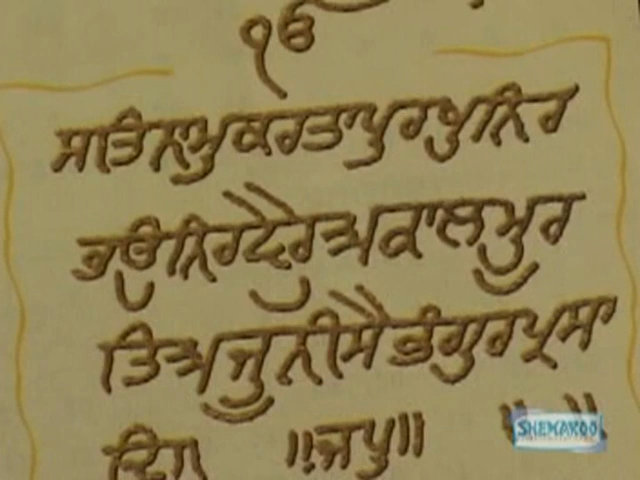 ੴ
ਸਤਿਨਾਮੁਕਰਤਾਪੁਰਖੁਨਿਰ
ਭਉਨਿਰਵੈਰੁਅਕਾਲਮੂਰ
ਤਿਅਜੂਨੀਸੈਭੰਗੁਰਪ੍ਰਸਾ
ਦਿ॥ ॥ਜਪੁ॥
SHEMAROO